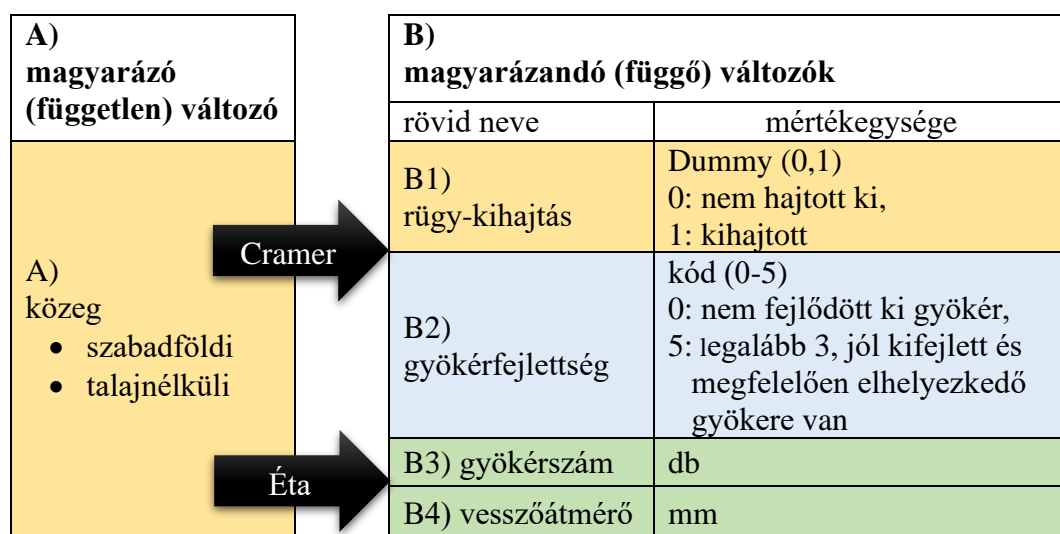 A)
magyarázó
(független) változó
A)
közeg
• szabadföldi
• talajnélküli
Cramer
Éta
B)
magyarázandó (függő) változók
rövid neve
mértékegysége
B1)
rügy-kihajtás
Dummy (0,1)
0: nem hajtott ki,
1: kihajtott
B2)
gyökérfejlettség
kód (0-5)
0: nem fejlődött ki gyökér,
5: legalább 3, jól kifejlett és
megfelelően elhelyezkedő
gyökere van
B3) gyökérszám
db
B4) vesszőátmérő
mm